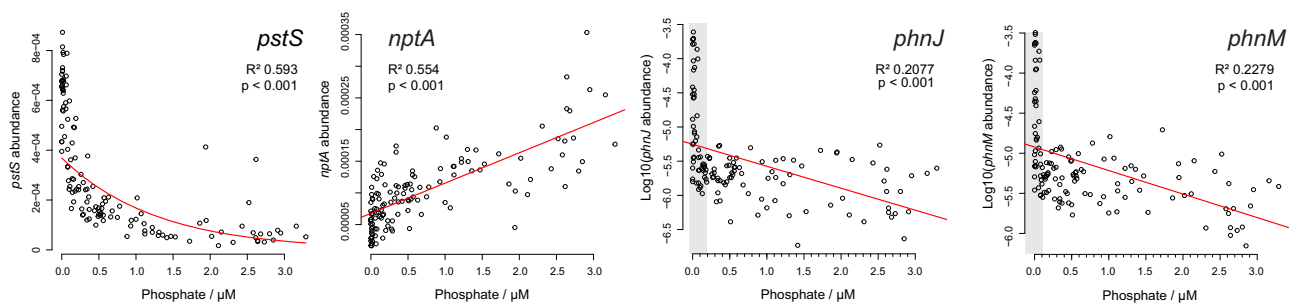 pstS
R² 0.593
p < 0.001
pstS abundance
0 2e-04 4e-04 6e-04 8e-04
0.0 0.5 1.0 1.5 2.0 2.5 3.0
Phosphate / µM
nptA
R² 0.554
p < 0.001
nptA abundance
0.00005 0.00015 0.00025 0.00035
0.0 0.5 1.0 1.5 2.0 2.5 3.0
Phosphate / µM
phnJ
R² 0.2077
p < 0.001
Log10(phnJ abundance)
−6.5 −6.0 −5.5 −5.0 −4.5 −4.0 −3.5
0.0 0.5 1.0 1.5 2.0 2.5 3.0
Phosphate / µM
phnM
R² 0.2279
p < 0.001
Log10(phnM abundance)
−6.0 −5.5 −5.0 −4.5 −4.0 −3.5
0.0 0.5 1.0 1.5 2.0 2.5 3.0
Phosphate / µM